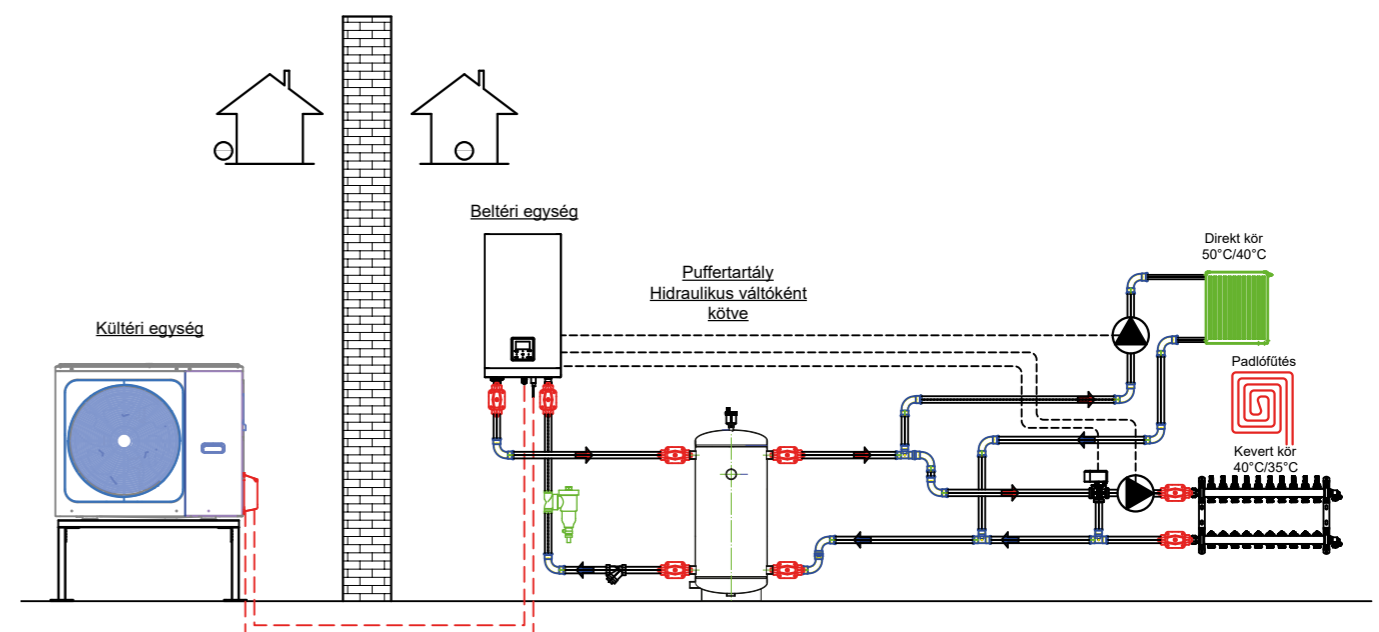 Beltéri egység
Puffertartály
Hidraulikus váltóként
kötve
Kültéri egység
Direkt kör
50°C/40°C
Padlófűtés
Kevert kör
40°C/35°C